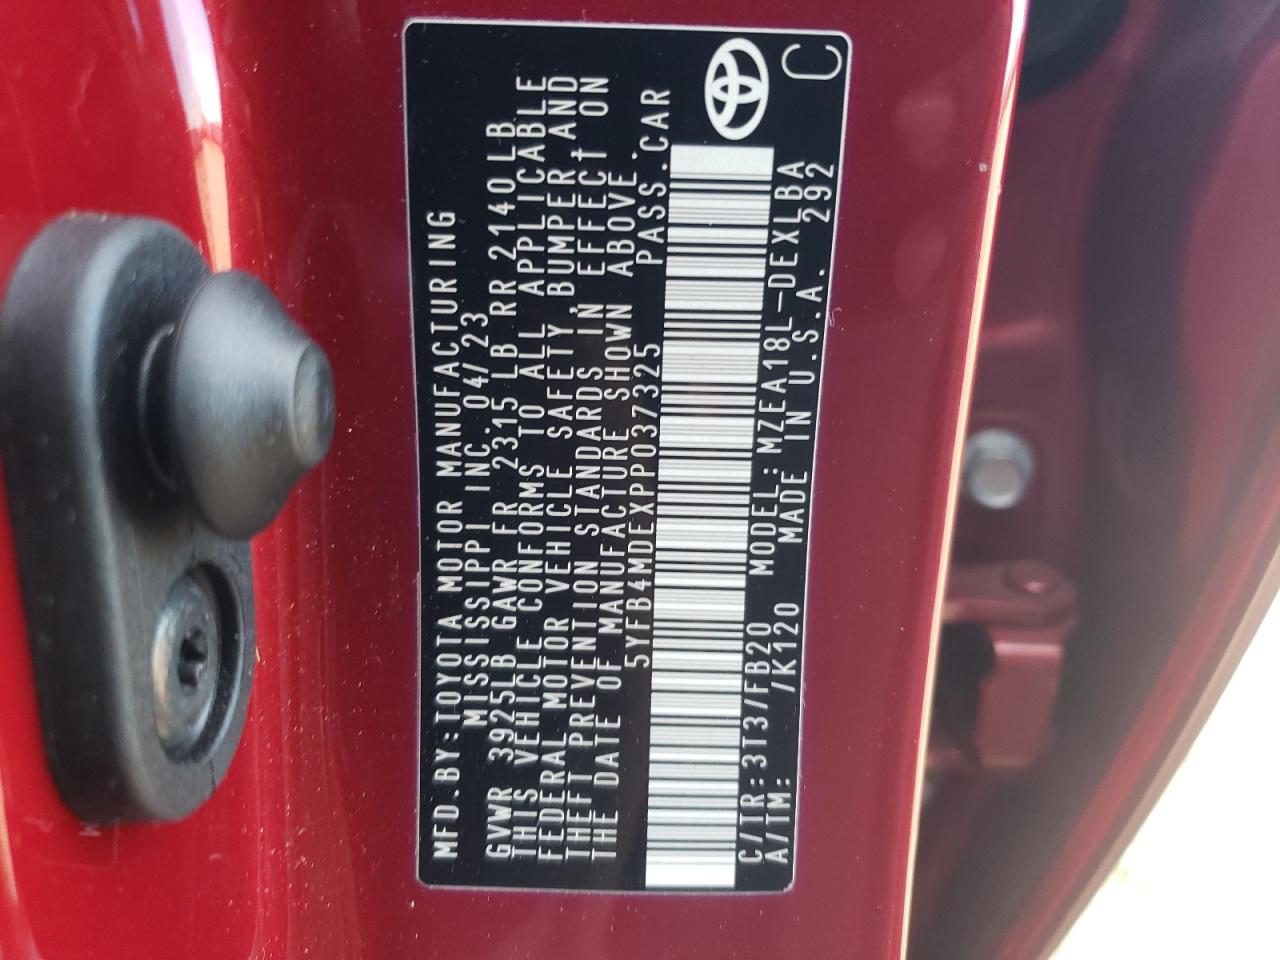 MFD.BY:TOYOTA MOTOR MANUFACTURING
MISSISSIPPI INC.04/23
GVWR 3925LB GAWR FR 2315 LB RR 2140LB
THIS VEHICLE CONFORMS TO ALL APPLICABLE
FEDERAL MOTOR VEHICLE SAFETY,BUMPER AND
THEFT PREVENTION STANDARDS IN EFFECT ON
THE DATE OF MANUFACTURE SHOWN ABOVE.
5YFB4MDEXPP037325 PASS.CAR
C/TR:3T3/FB20 MODEL:MZEA18L-DEXLBA
A/TM: /K120 MADE IN U.S.A. 292
C